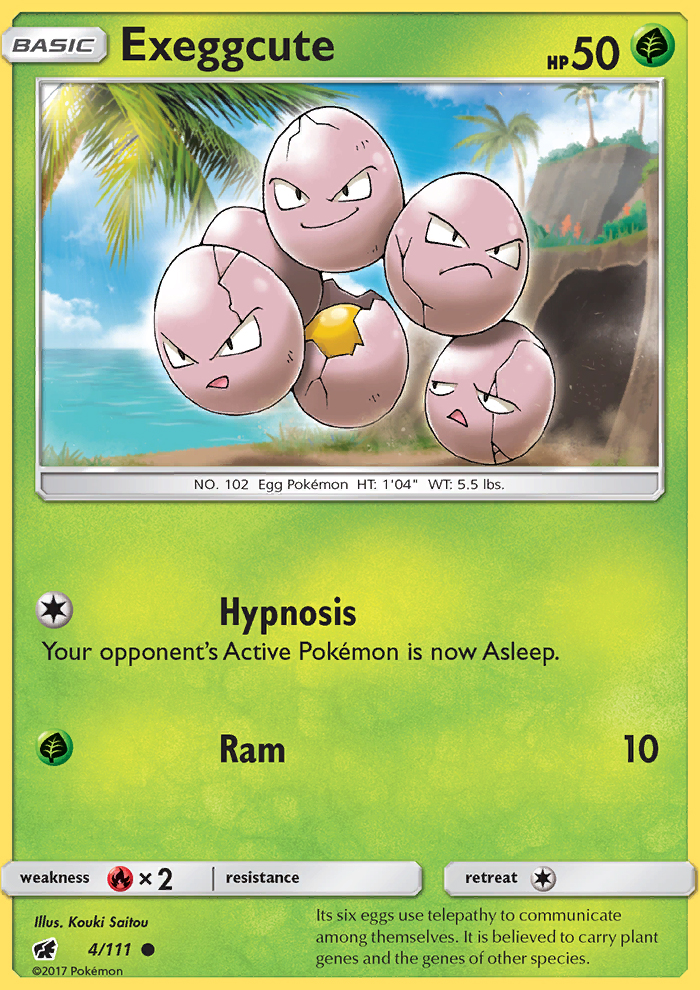 BASIC Exeggcute HP 50
NO. 102 Egg Pokémon HT: 1'04" WT: 5.5 lbs.
Hypnosis
Your opponent's Active Pokémon is now Asleep.
Ram 10
weakness × 2 resistance retreat
Illus. Kouki Saitou
4/111
©2017 Pokémon
Its six eggs use telepathy to communicate
among themselves. It is believed to carry plant
genes and the genes of other species.